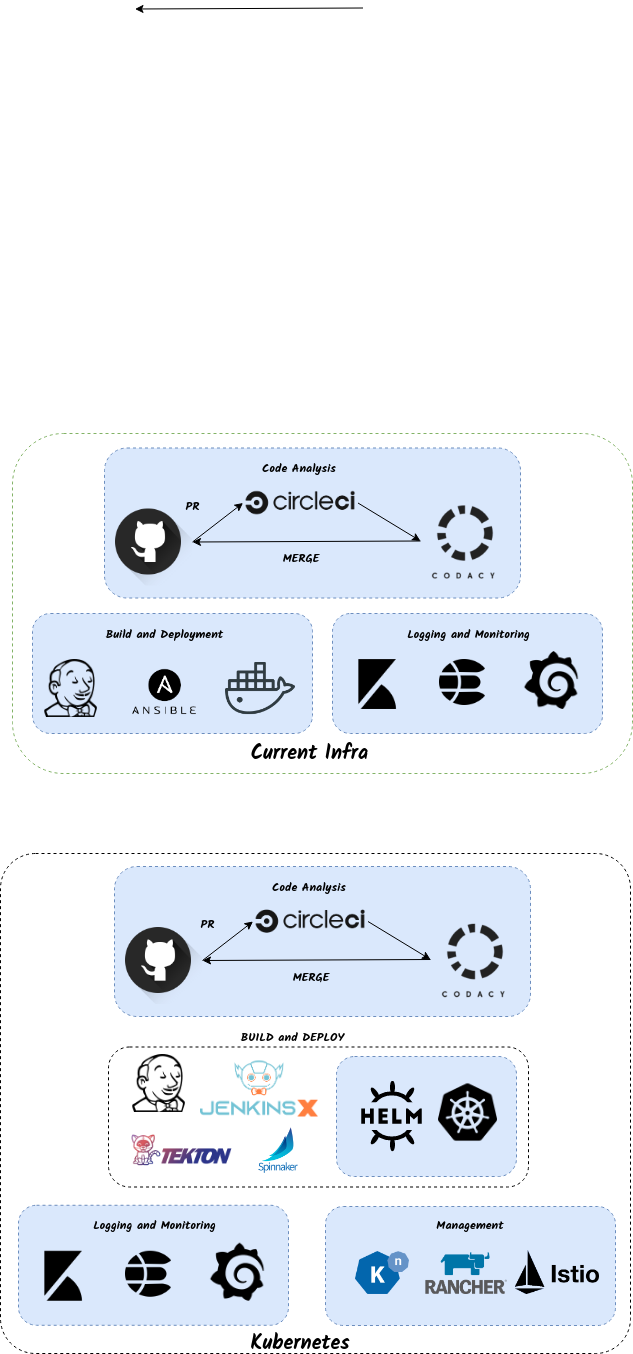 Code Analysis
PR
circleci
MERGE
CODACY
Build and Deployment
Logging and Monitoring
ANSIBLE
Current Infra
Code Analysis
PR
circleci
MERGE
CODACY
BUILD and DEPLOY
JENKINS X
HELM
TEKTON
Spinnaker
Logging and Monitoring
Management
K
n
RANCHER
Istio
Kubernetes